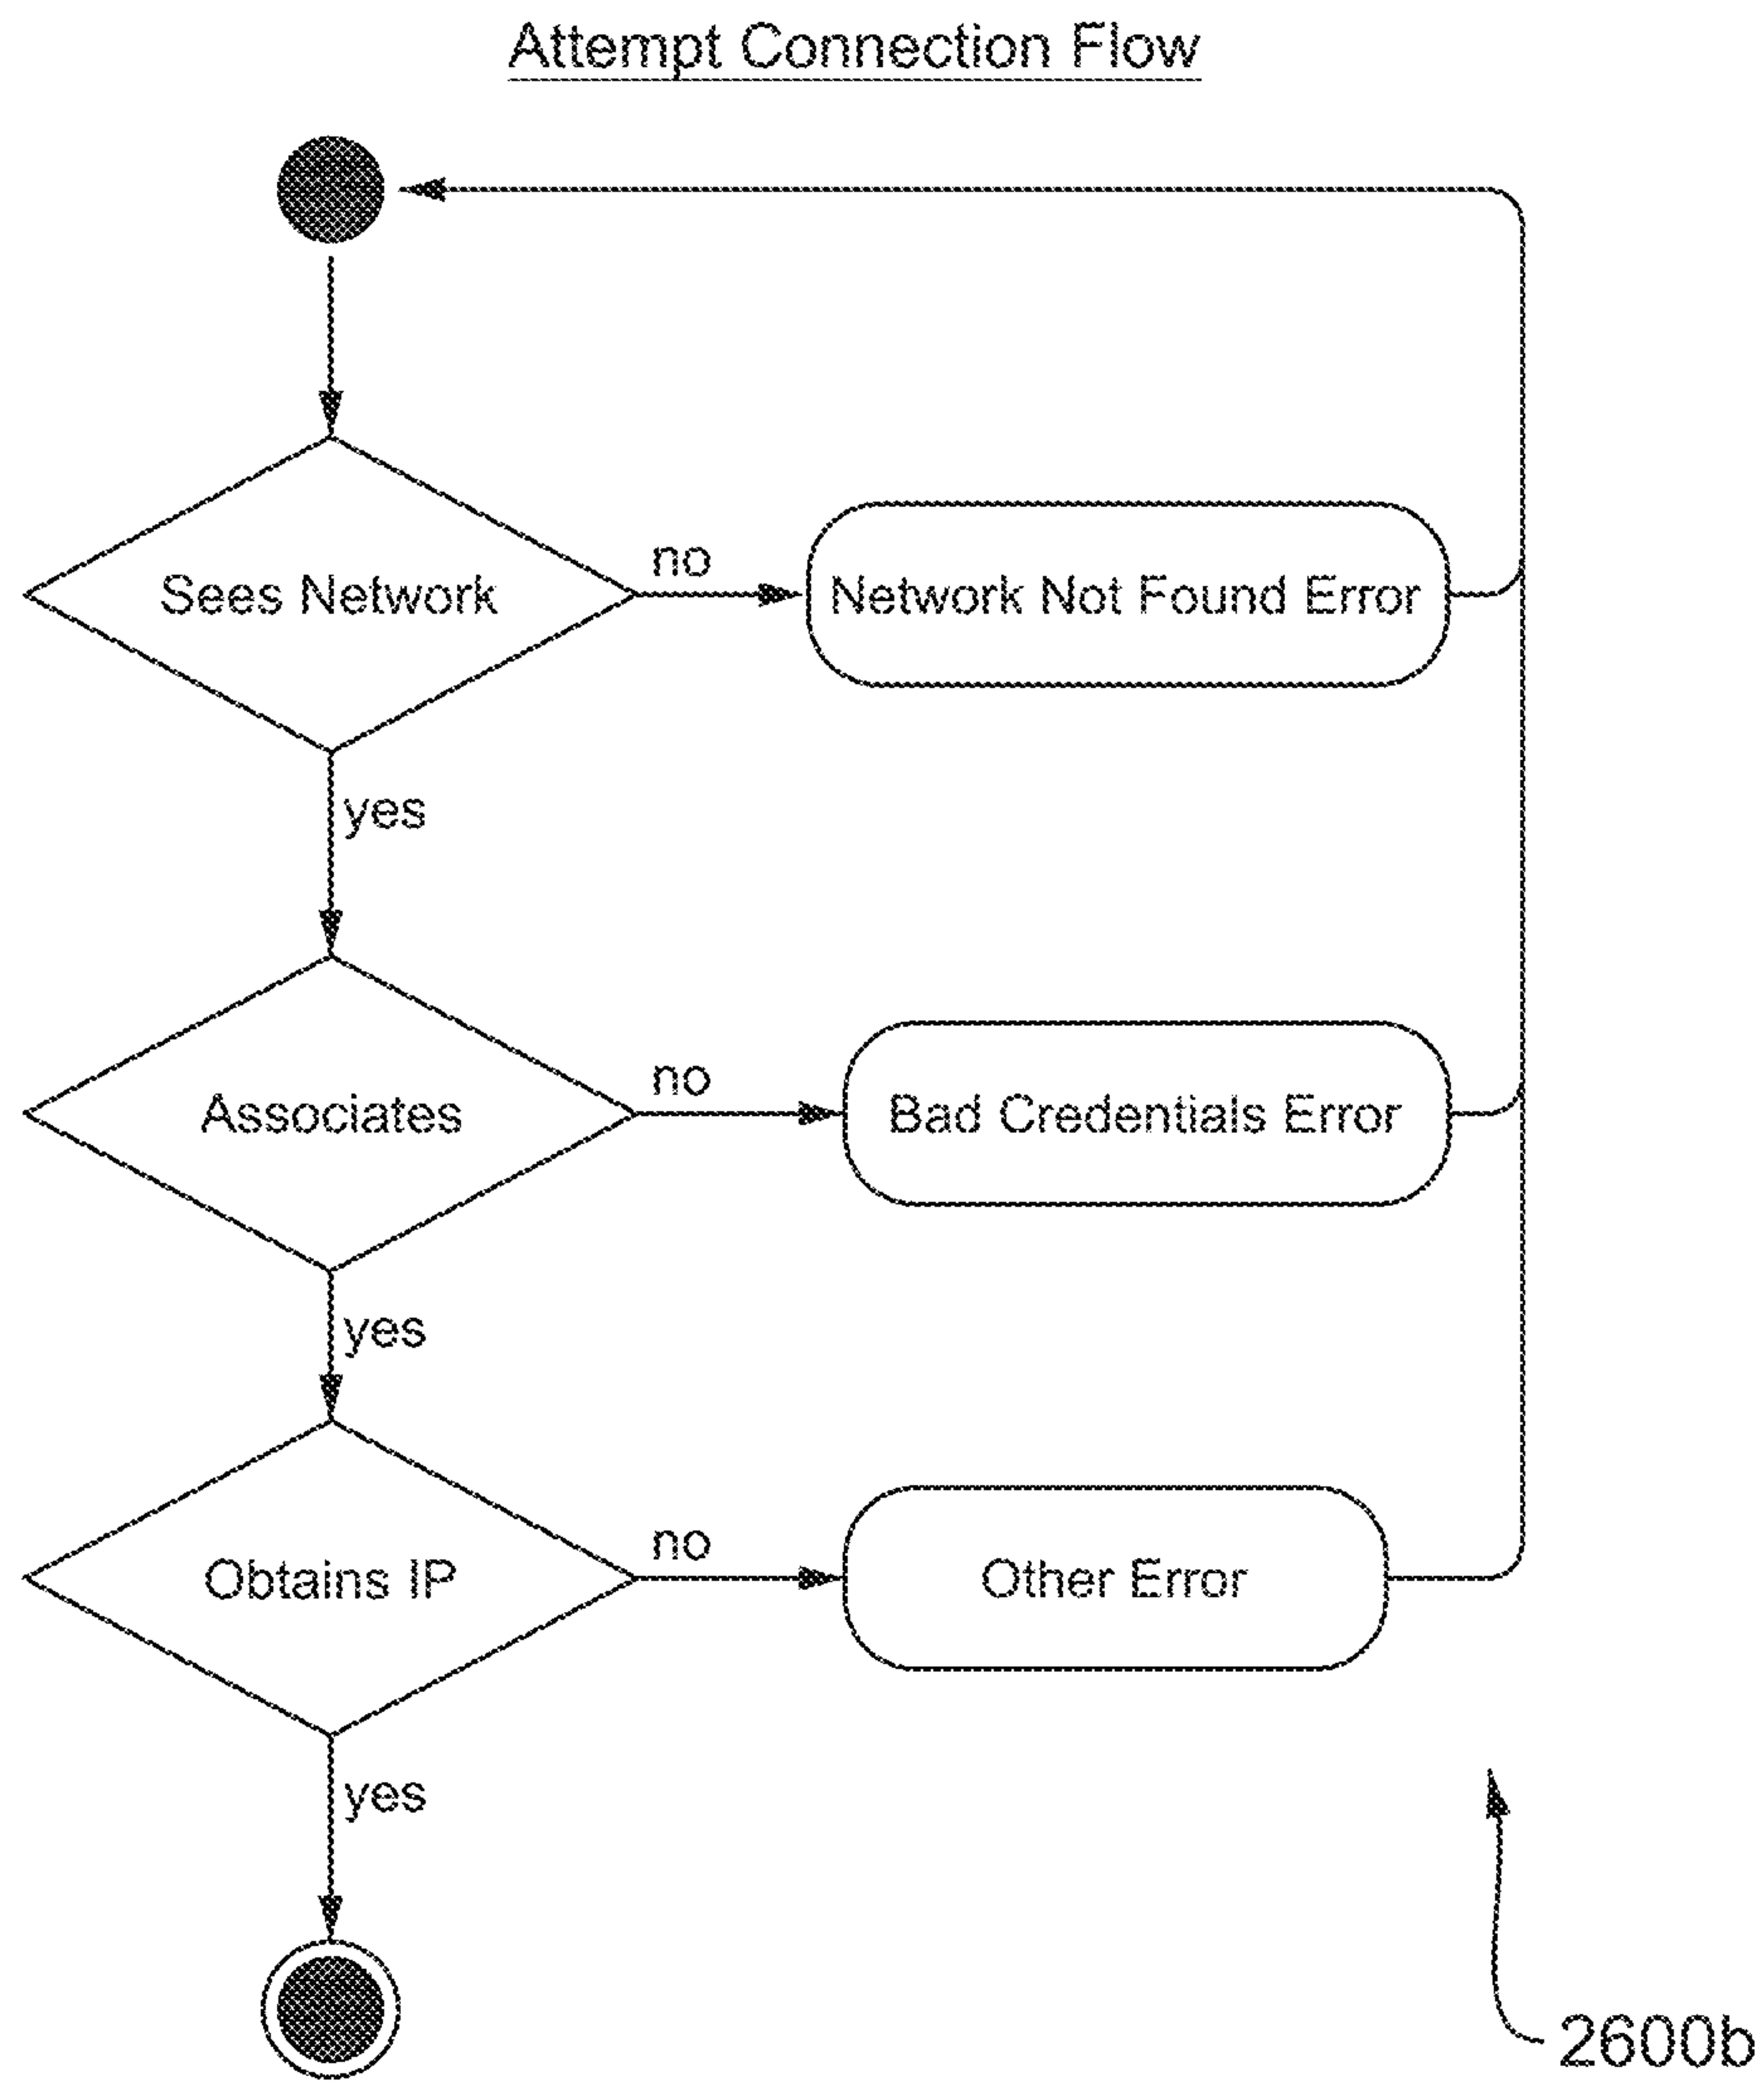 Attempt Connection Flow
Sees Network
no
Network Not Found Error
yes
Associates
no
Bad Credentials Error
yes
Obtains IP
no
Other Error
yes
2600b